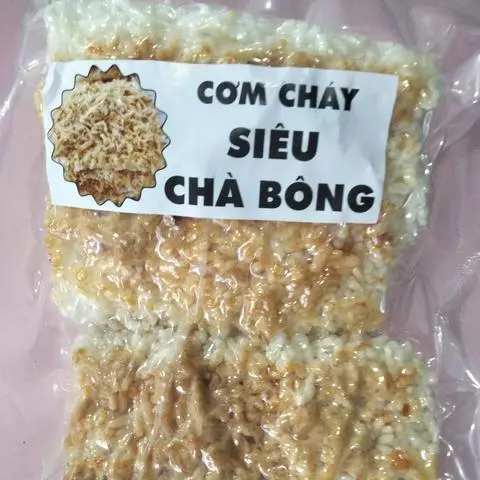 CƠM CHÁY
SIÊU
CHÀ BÔNG